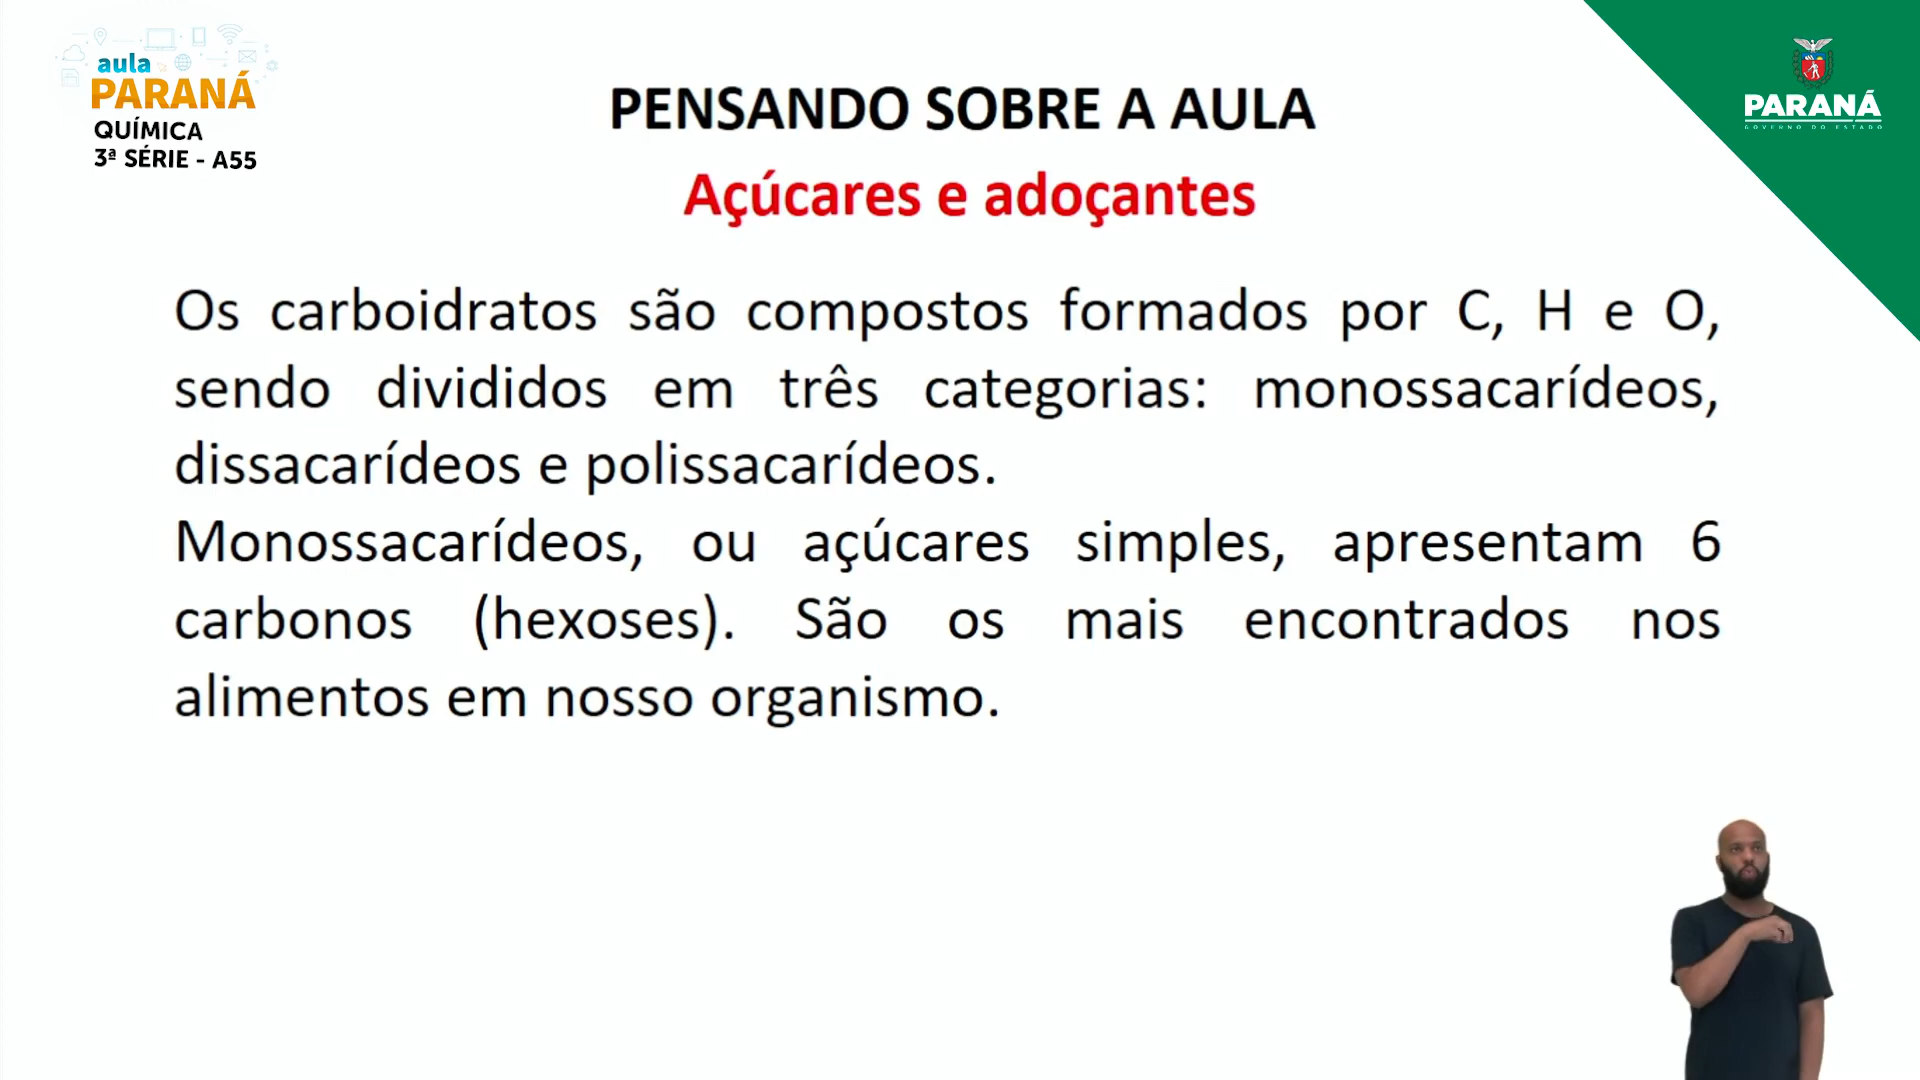 aula
PARANÁ
QUÍMICA
3ª SÉRIE - A55
PARANÁ
GOVERNO DO ESTADO
PENSANDO SOBRE A AULA
Açúcares e adoçantes
Os carboidratos são compostos formados por C, H e O,
sendo divididos em três categorias: monossacarídeos,
dissacarídeos e polissacarídeos.
Monossacarídeos, ou açúcares simples, apresentam 6
carbonos (hexoses). São os mais encontrados nos
alimentos em nosso organismo.